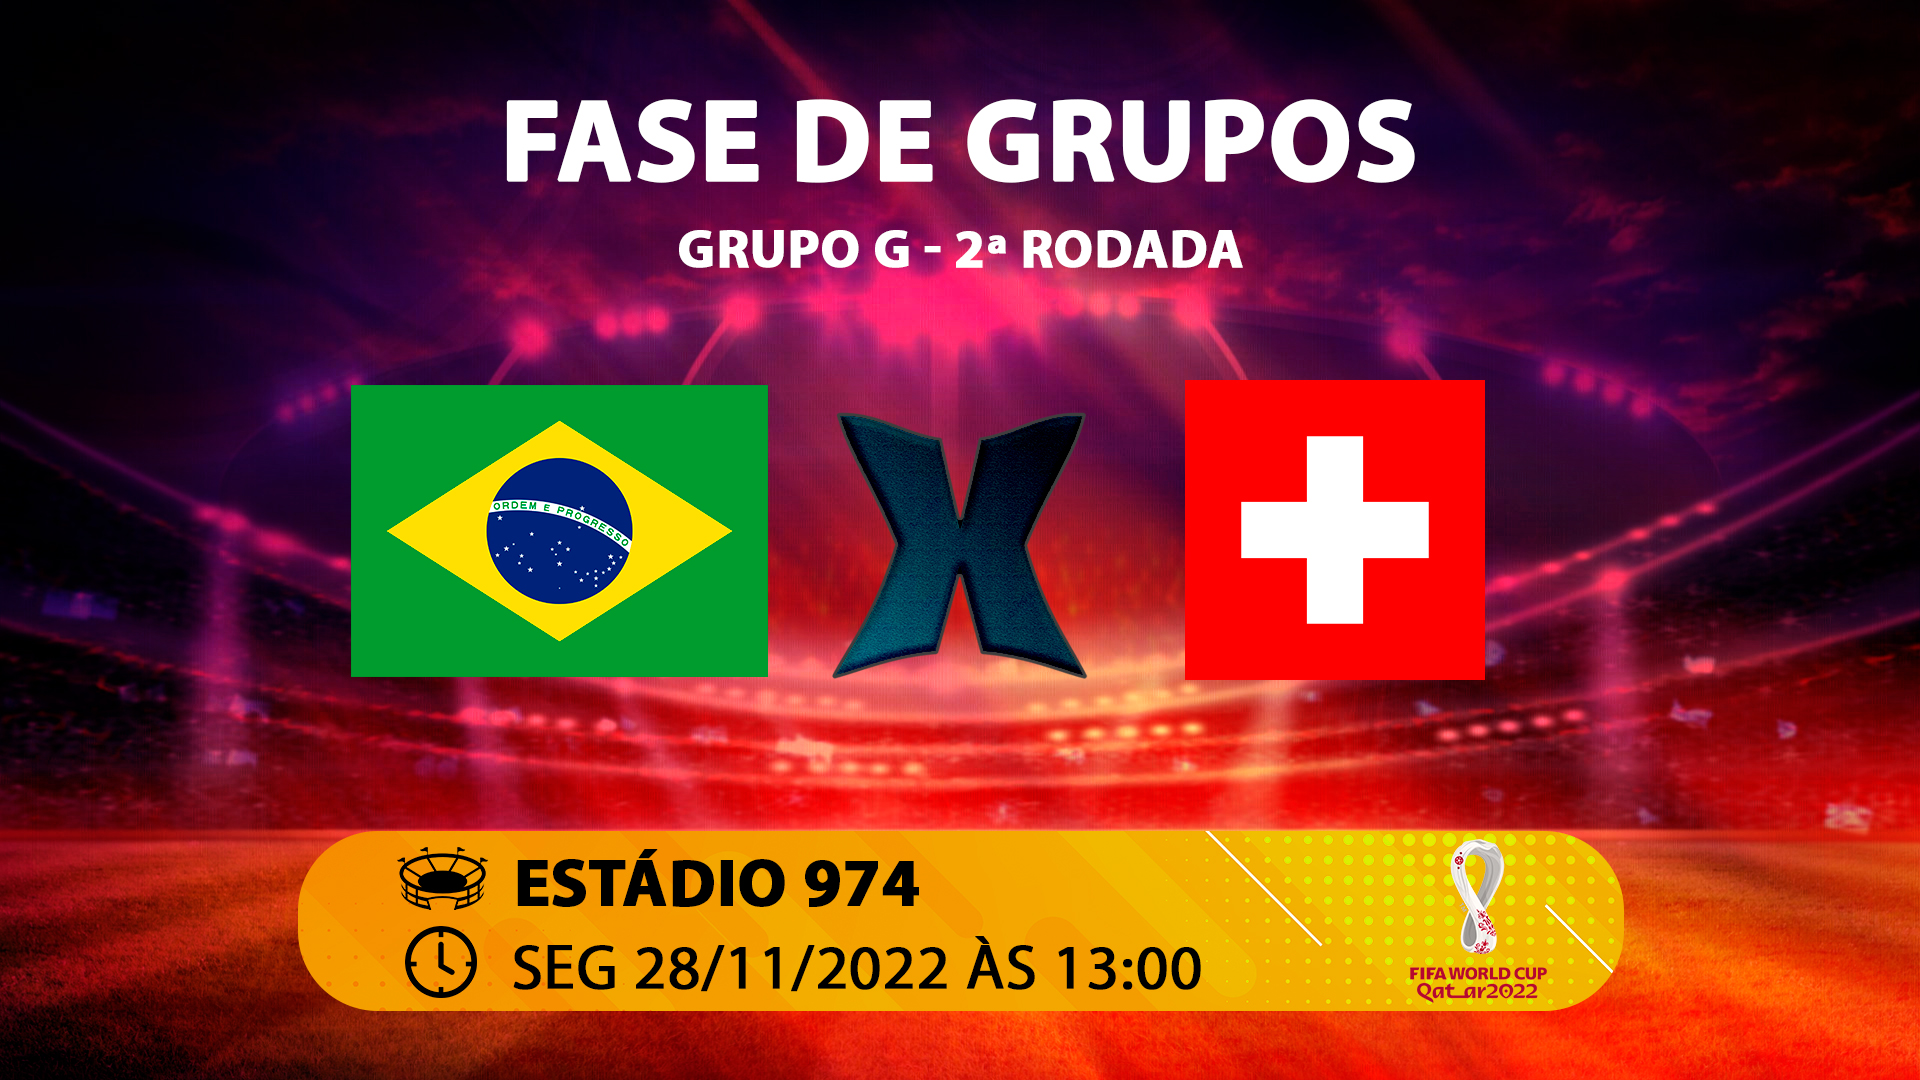 FASE DE GRUPOS
GRUPO G - 2ª RODADA
ORDEM E PROGRESSO
X
ESTÁDIO 974
SEG 28/11/2022 ÀS 13:00
FIFA WORLD CUP
Qatar2022